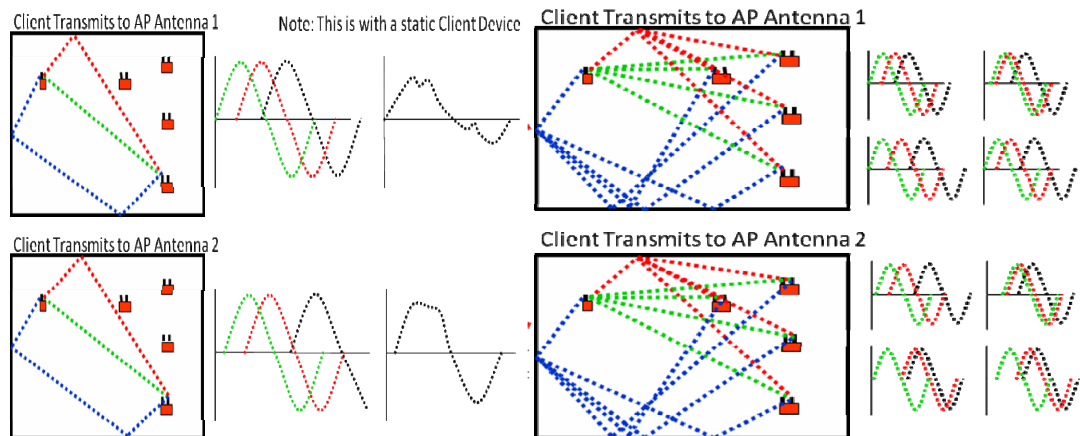 Client Transmits to AP Antenna 1
Note: This is with a static Client Device
Client Transmits to AP Antenna 1
Client Transmits to AP Antenna 2
Client Transmits to AP Antenna 2